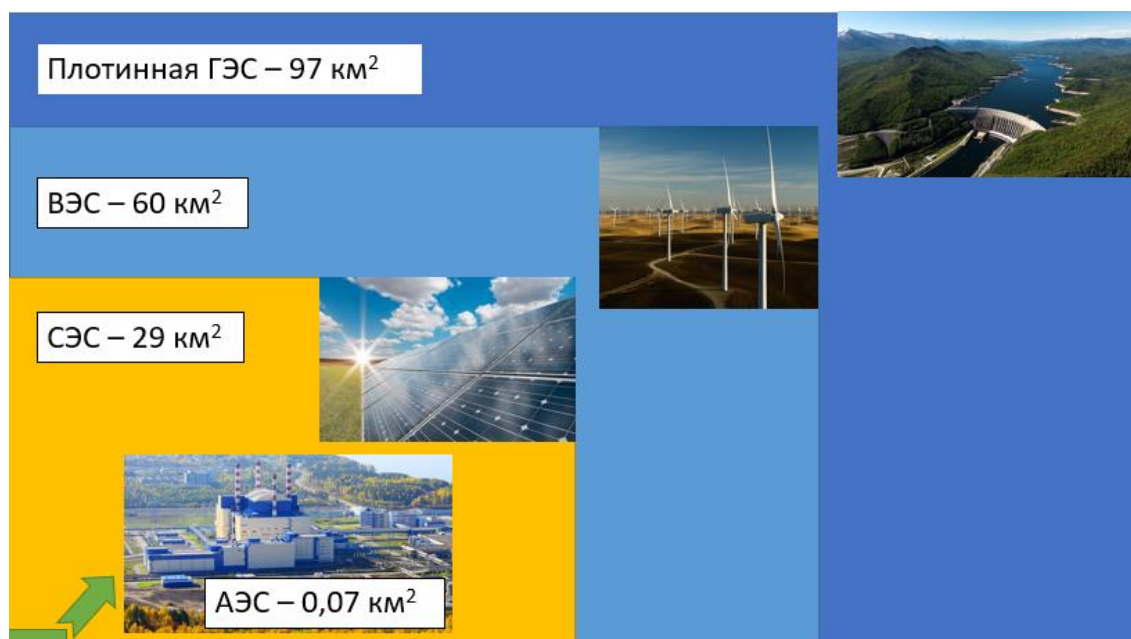 Плотинная ГЭС – 97 км²
ВЭС – 60 км²
СЭС – 29 км²
АЭС – 0,07 км²